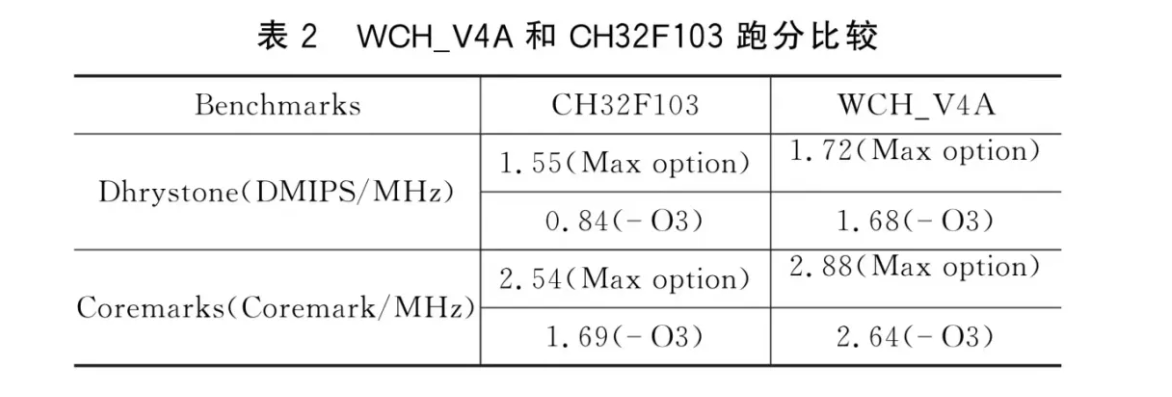 表 2 WCH_V4A 和 CH32F103 跑分比较
Benchmarks CH32F103 WCH_V4A
Dhrystone(DMIPS/MHz) 1.55(Max option) 1.72(Max option)
0.84(-O3) 1.68(-O3)
Coremarks(Coremark/MHz) 2.54(Max option) 2.88(Max option)
1.69(-O3) 2.64(-O3)